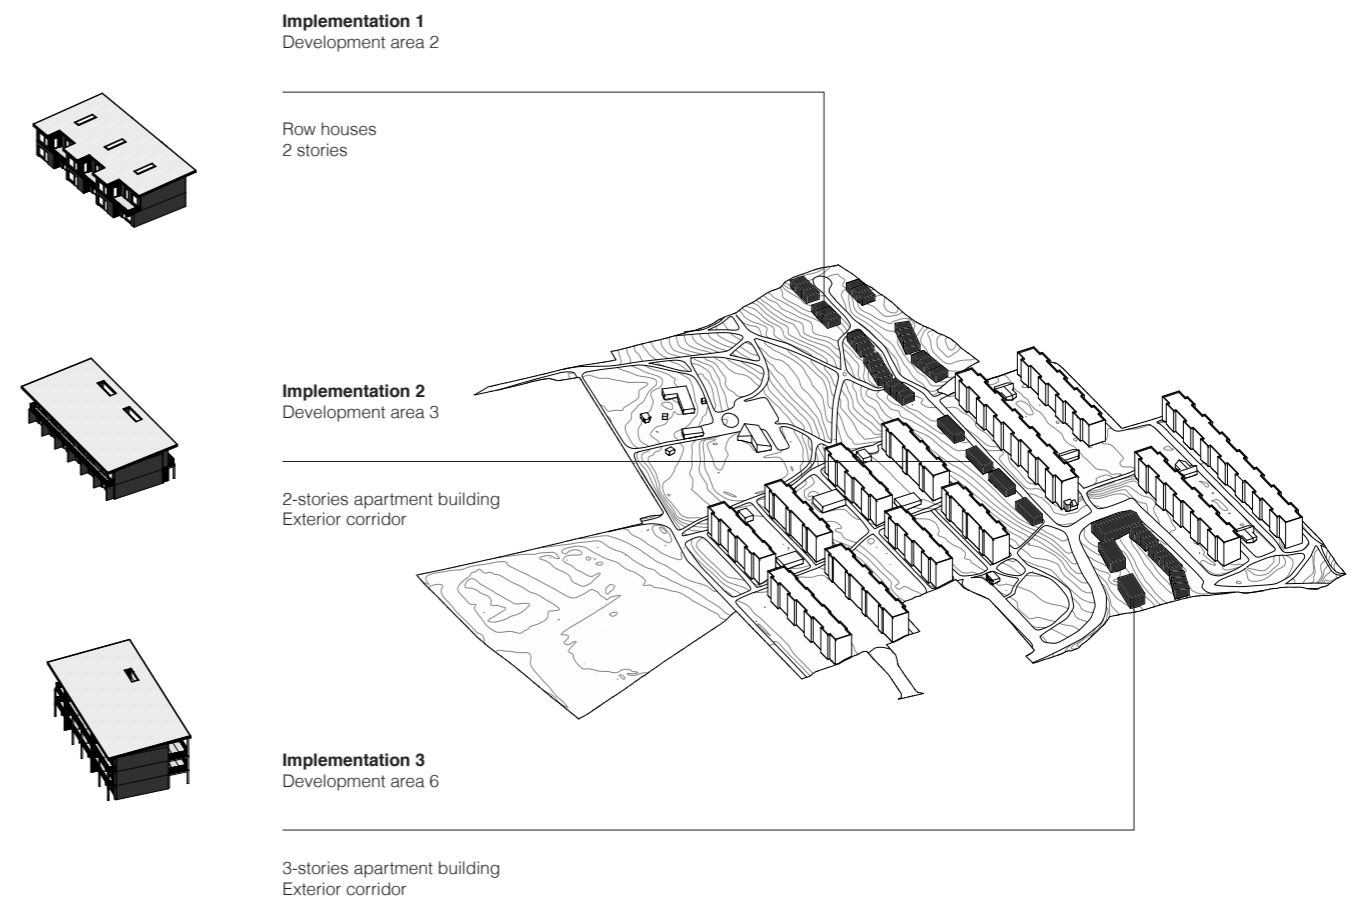 Implementation 1
Development area 2
Row houses
2 stories
Implementation 2
Development area 3
2-stories apartment building
Exterior corridor
Implementation 3
Development area 6
3-stories apartment building
Exterior corridor